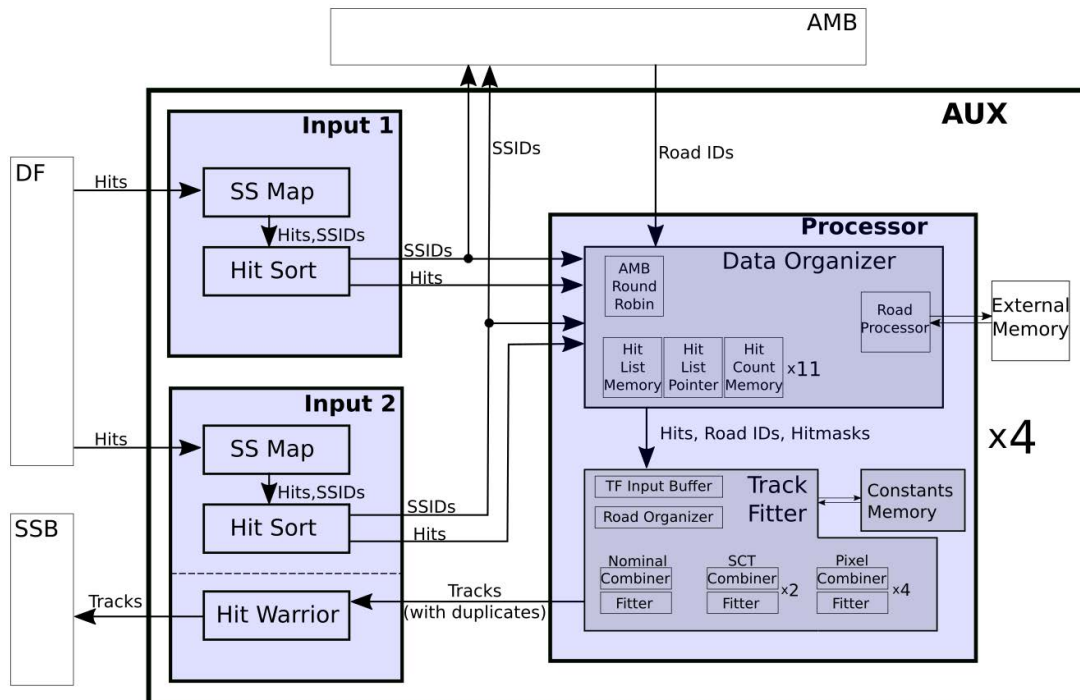 AMB
AUX
Input 1
DF
Hits
SS Map
Hits,SSIDs
Hit Sort
SSIDs
Hits
SSIDs
Road IDs
Processor
Data Organizer
AMB
Round
Robin
Road
Processor
External
Memory
Hit
List
Memory
Hit
List
Pointer
Hit
Count
Memory
x11
Input 2
Hits
SS Map
Hits,SSIDs
Hit Sort
SSIDs
Hits
Hits, Road IDs, Hitmasks
x4
TF Input Buffer
Road Organizer
Track
Fitter
Constants
Memory
Nominal
Combiner
Fitter
SCT
Combiner
Fitter
x2
Pixel
Combiner
Fitter
x4
SSB
Tracks
Hit Warrior
Tracks
(with duplicates)